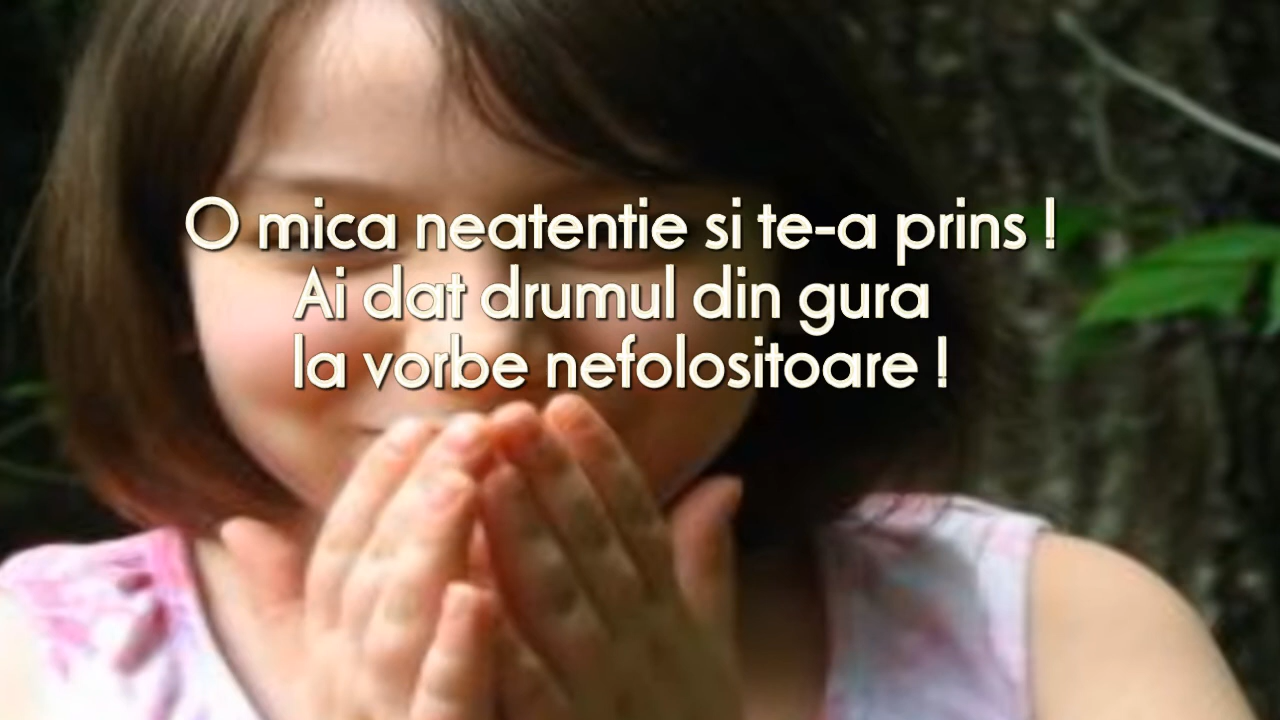 O mica neatentie si te-a prins !
Ai dat drumul din gura
la vorbe nefolositoare !